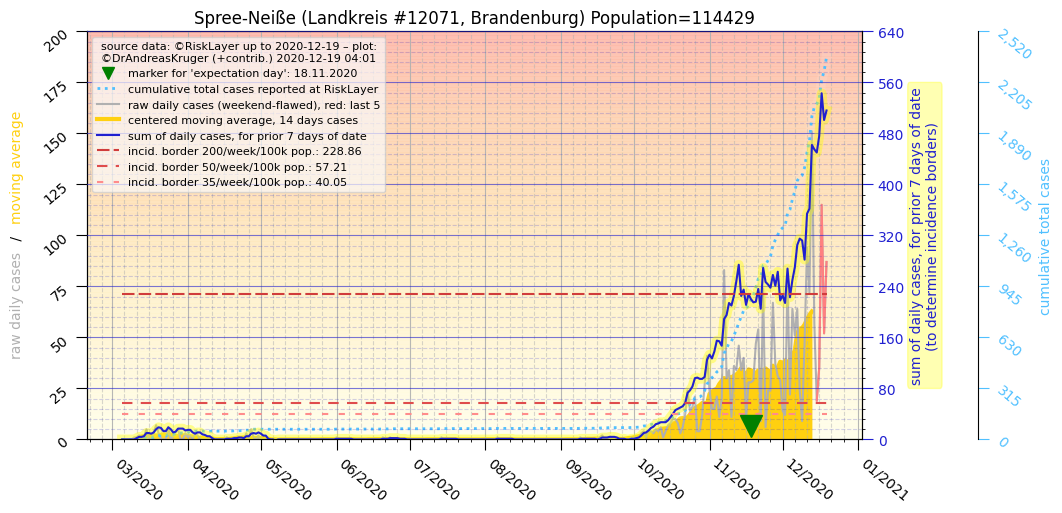 Spree-Neiße (Landkreis #12071, Brandenburg) Population=114429
source data: ©RiskLayer up to 2020-12-19 – plot:
©DrAndreasKruger (+contrib.) 2020-12-19 04:01
marker for 'expectation day': 18.11.2020
cumulative total cases reported at RiskLayer
raw daily cases (weekend-flawed), red: last 5
centered moving average, 14 days cases
sum of daily cases, for prior 7 days of date
incid. border 200/week/100k pop.: 228.86
incid. border 50/week/100k pop.: 57.21
incid. border 35/week/100k pop.: 40.05
raw daily cases / moving average
200
175
150
125
100
75
50
25
0
03/2020
04/2020
05/2020
06/2020
07/2020
08/2020
09/2020
10/2020
11/2020
12/2020
01/2021
640
560
480
400
320
240
160
80
0
sum of daily cases, for prior 7 days of date
(to determine incidence borders)
2,520
2,205
1,890
1,575
1,260
945
630
315
0
cumulative total cases